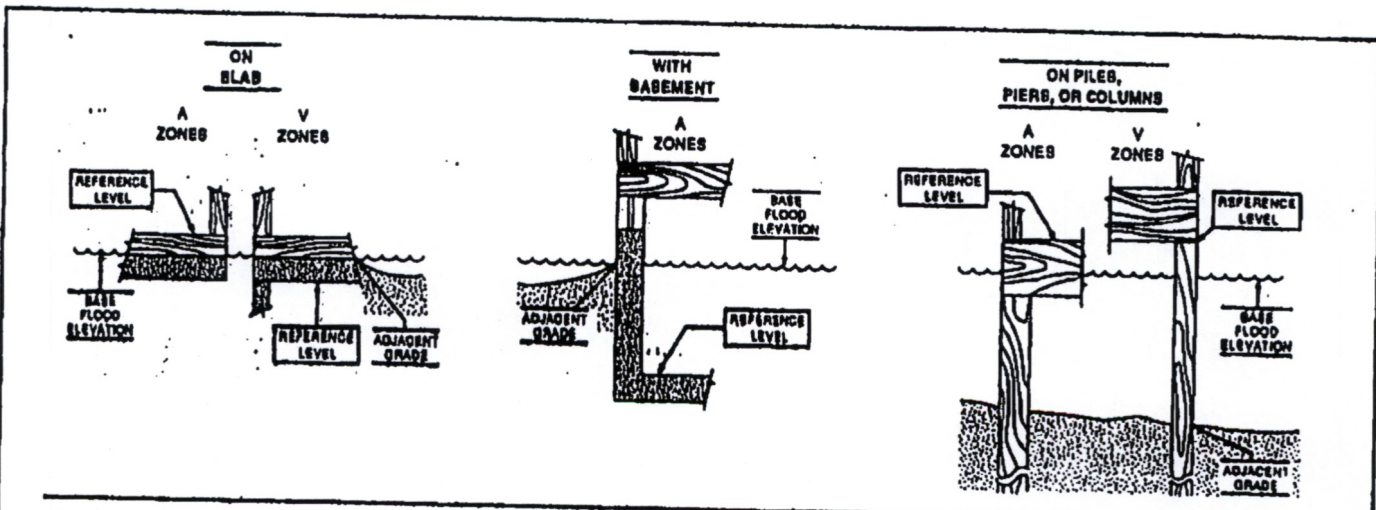 ON
SLAB
A
ZONES
V
ZONES
REFERENCE
LEVEL
BASE
FLOOD
ELEVATION
REFERENCE
LEVEL
ADJACENT
GRADE
WITH
BASEMENT
A
ZONES
BASE
FLOOD
ELEVATION
ADJACENT
GRADE
REFERENCE
LEVEL
ON PILES,
PIERS, OR COLUMNS
A
ZONES
V
ZONES
REFERENCE
LEVEL
REFERENCE
LEVEL
BASE
FLOOD
ELEVATION
ADJACENT
GRADE